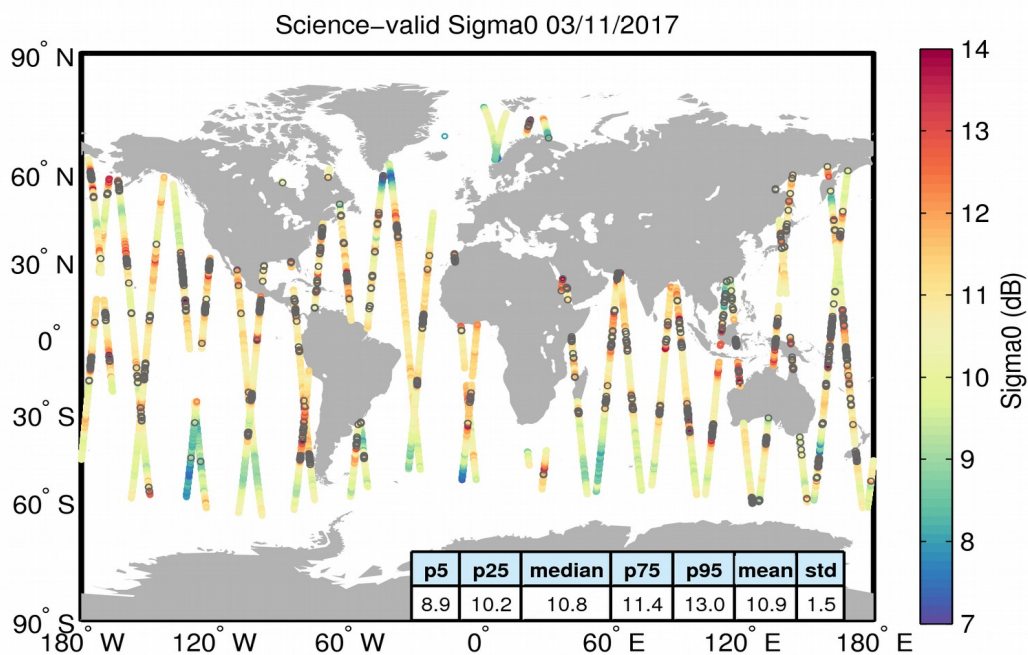 Science−valid Sigma0 03/11/2017
90° N
60° N
30° N
0°
30° S
60° S
90° S
180° W
120° W
60° W
0°
60° E
120° E
180° E
p5 p25 median p75 p95 mean std
8.9 10.2 10.8 11.4 13.0 10.9 1.5
14
13
12
11
10
9
8
7
Sigma0 (dB)